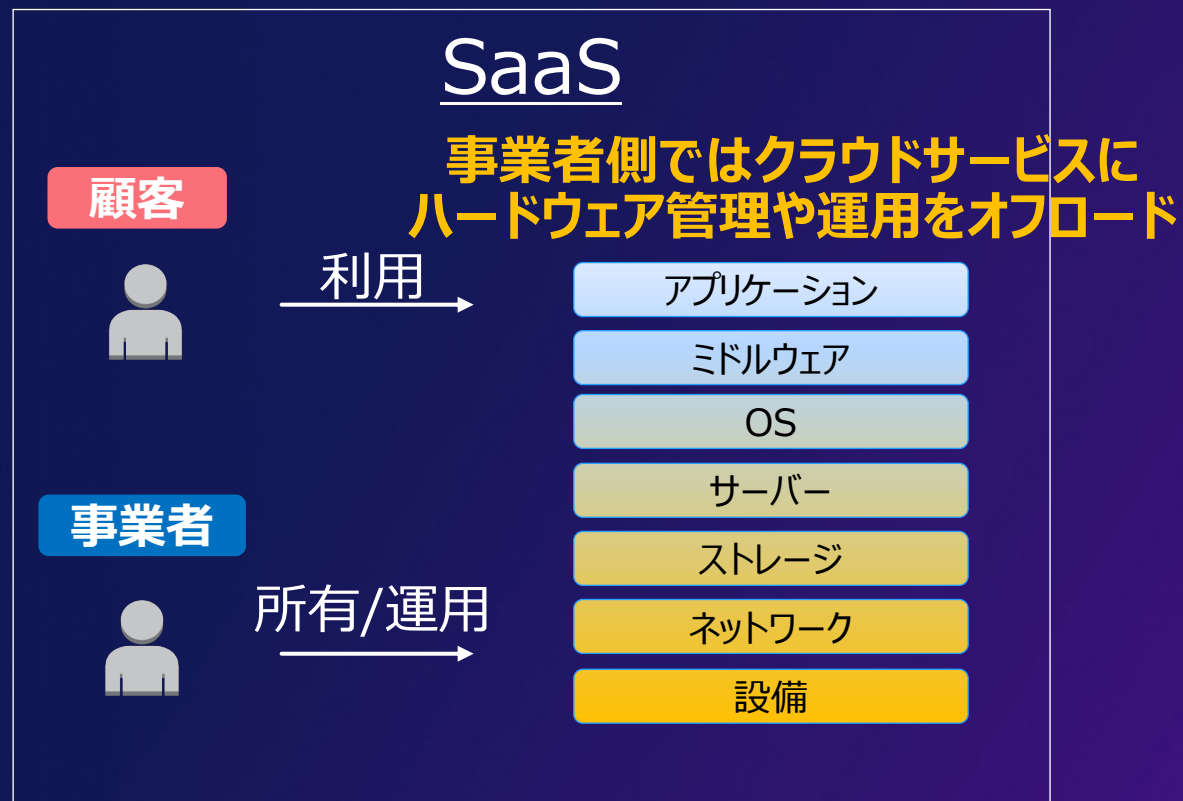 SaaS
事業者側ではクラウドサービスに
ハードウェア管理や運用をオフロード
顧客
利用
アプリケーション
ミドルウェア
OS
サーバー
事業者
ストレージ
所有/運用
ネットワーク
設備